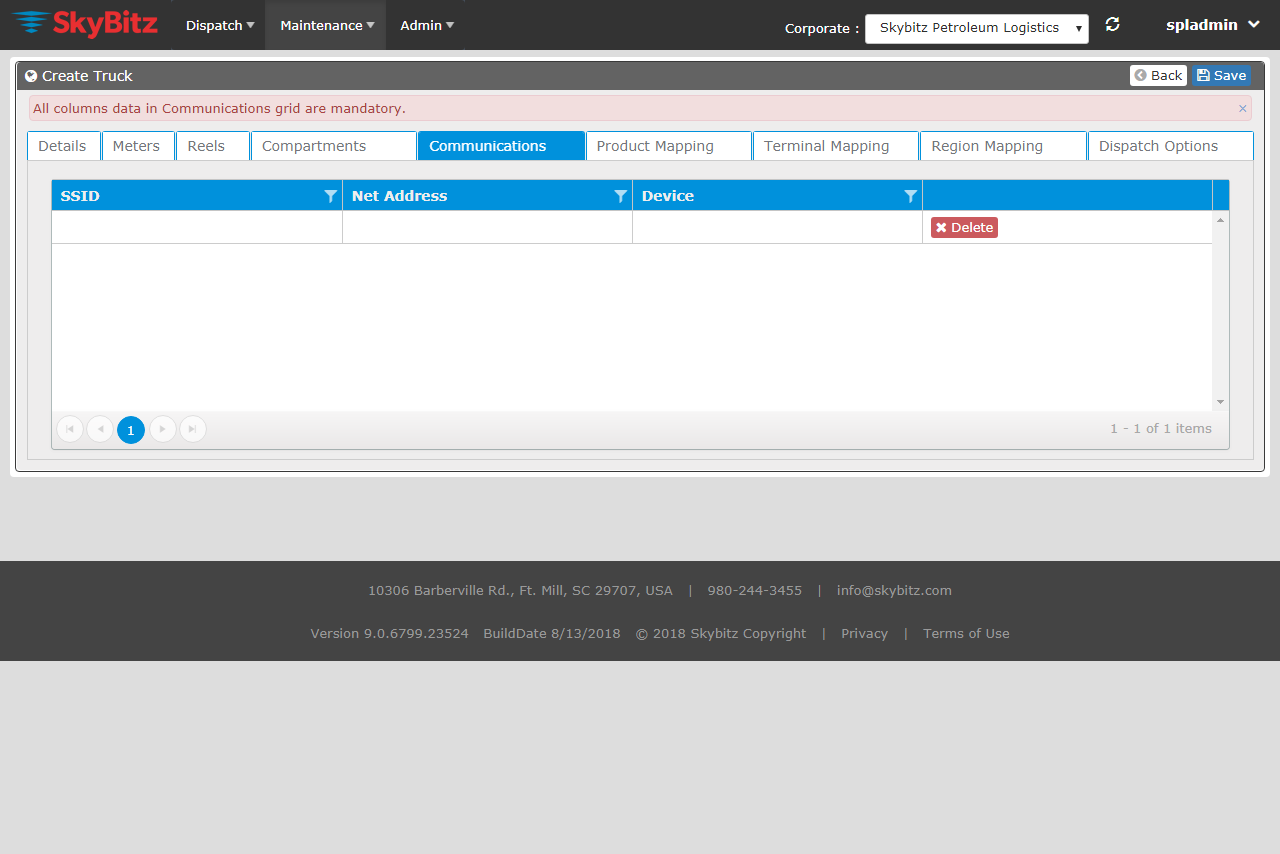 SkyBitz Dispatch Maintenance Admin Corporate : Skybitz Petroleum Logistics spladmin
Create Truck Back Save
All columns data in Communications grid are mandatory. ×
Details Meters Reels Compartments Communications Product Mapping Terminal Mapping Region Mapping Dispatch Options
SSID Net Address Device
Delete
1 1 - 1 of 1 items
10306 Barberville Rd., Ft. Mill, SC 29707, USA | 980-244-3455 | info@skybitz.com
Version 9.0.6799.23524 BuildDate 8/13/2018 © 2018 Skybitz Copyright | Privacy | Terms of Use